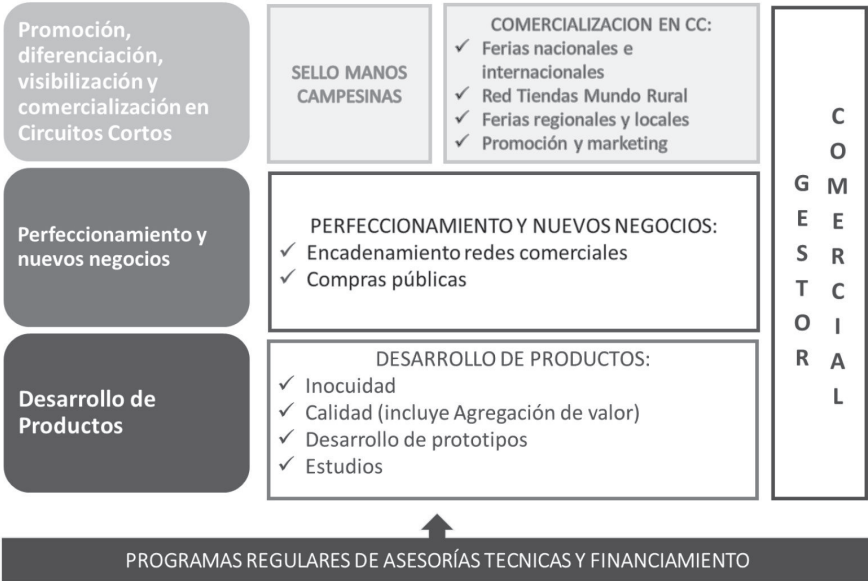 Promoción,
diferenciación,
visibilización y
comercialización en
Circuitos Cortos
SELLO MANOS
CAMPESINAS
COMERCIALIZACION EN CC:
✓ Ferias nacionales e
internacionales
✓ Red Tiendas Mundo Rural
✓ Ferias regionales y locales
✓ Promoción y marketing
Perfeccionamiento y
nuevos negocios
PERFECCIONAMIENTO Y NUEVOS NEGOCIOS:
✓ Encadenamiento redes comerciales
✓ Compras públicas
Desarrollo de
Productos
DESARROLLO DE PRODUCTOS:
✓ Inocuidad
✓ Calidad (incluye Agregación de valor)
✓ Desarrollo de prototipos
✓ Estudios
GESTOR
COMERCIAL
PROGRAMAS REGULARES DE ASESORÍAS TECNICAS Y FINANCIAMIENTO